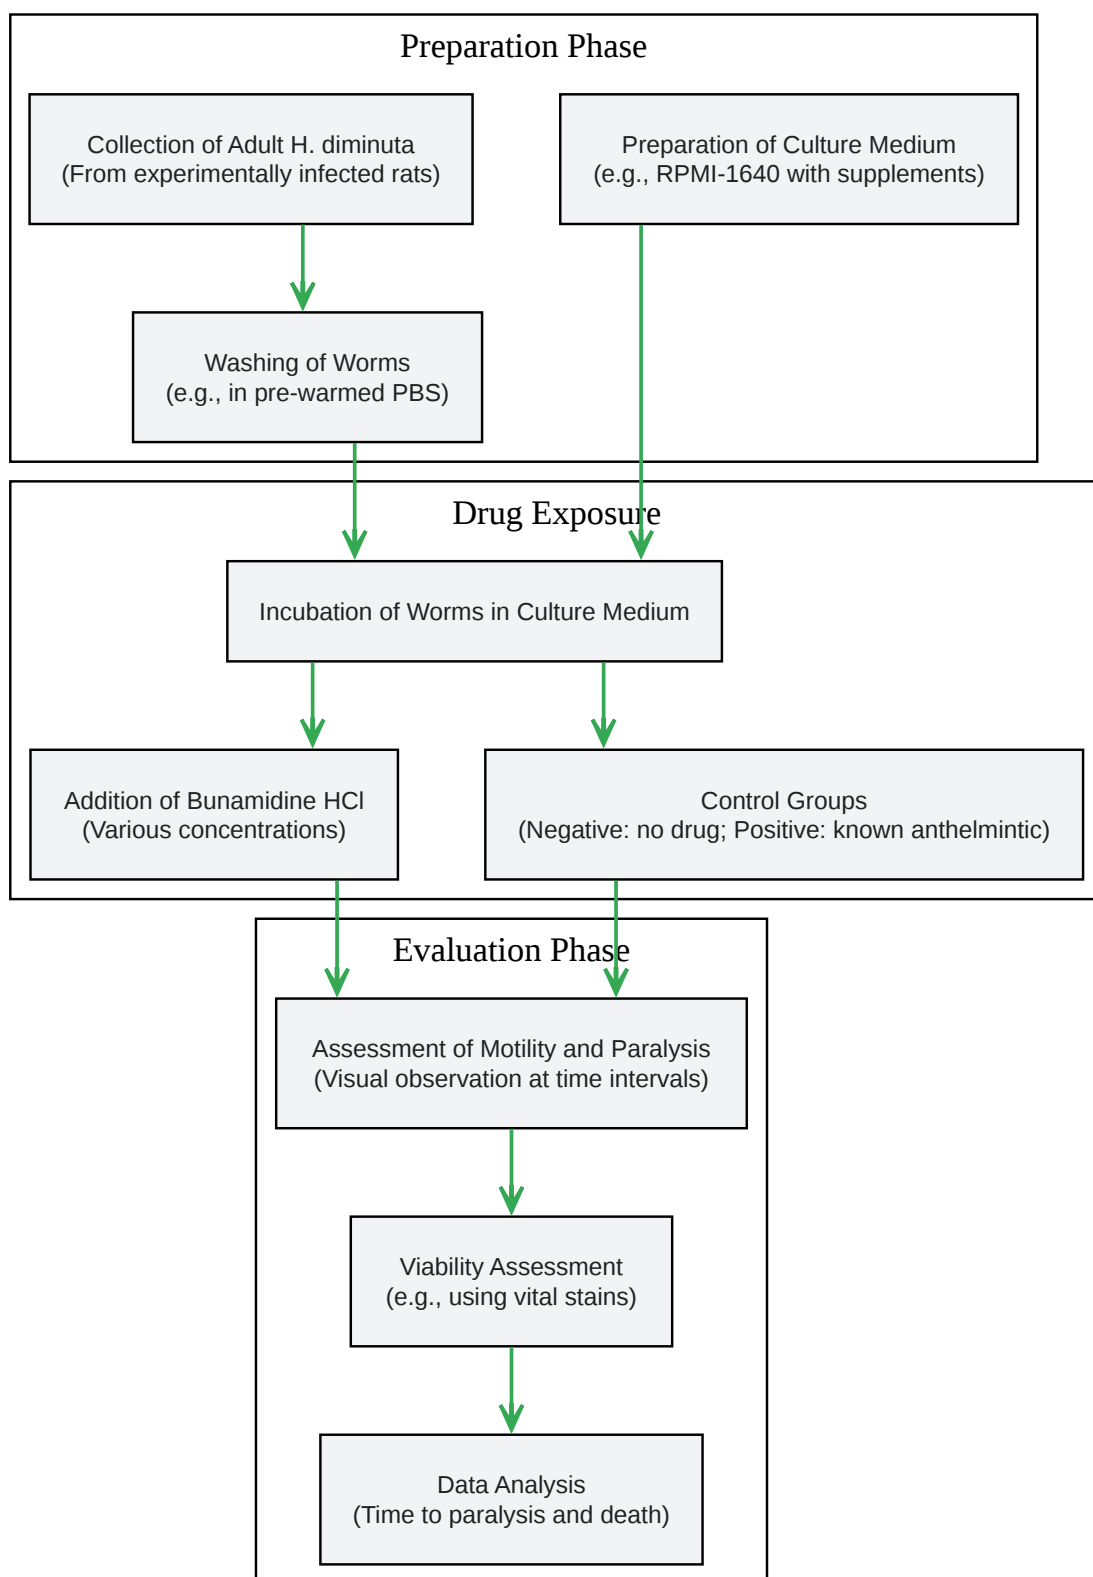 Preparation Phase
Collection of Adult H. diminuta
(From experimentally infected rats)
Preparation of Culture Medium
(e.g., RPMI-1640 with supplements)
Washing of Worms
(e.g., in pre-warmed PBS)
Drug Exposure
Incubation of Worms in Culture Medium
Addition of Bunamidine HCl
(Various concentrations)
Control Groups
(Negative: no drug; Positive: known anthelmintic)
Evaluation Phase
Assessment of Motility and Paralysis
(Visual observation at time intervals)
Viability Assessment
(e.g., using vital stains)
Data Analysis
(Time to paralysis and death)